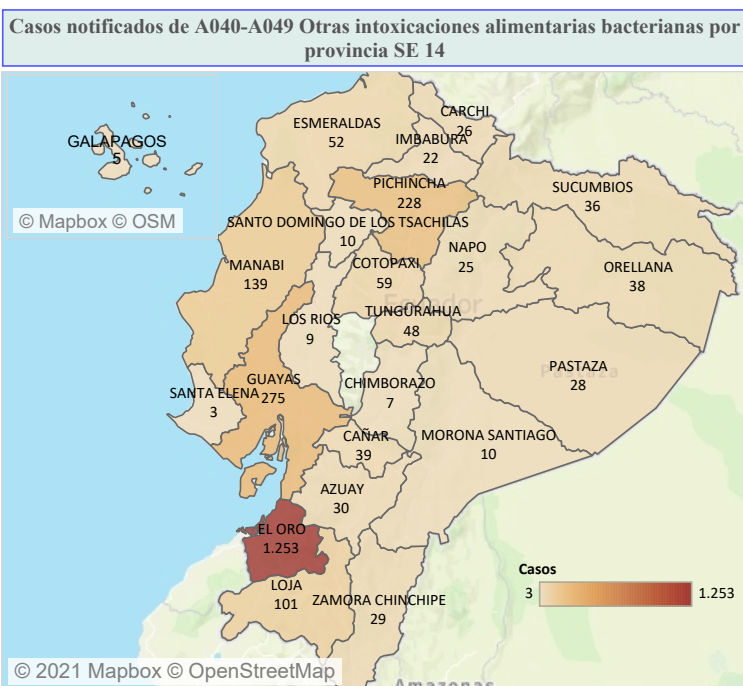 Casos notificados de A040-A049 Otras intoxicaciones alimentarias bacterianas por
provincia SE 14
CARCHI
26
ESMERALDAS
52
IMBABURA
22
GALAPAGOS
5
PICHINCHA
228
SUCUMBIOS
36
© Mapbox © OSM
SANTO DOMINGO DE LOS TSACHILAS
10
NAPO
25
MANABI
139
COTOPAXI
59
ORELLANA
38
Ecuador
LOS RIOS
9
TUNGURAHUA
48
PASTAZA
28
Pastaza
GUAYAS
275
CHIMBORAZO
7
SANTA ELENA
3
CAÑAR
39
MORONA SANTIAGO
10
AZUAY
30
EL ORO
1.253
Casos
3
1.253
LOJA
101
ZAMORA CHINCHIPE
29
© 2021 Mapbox © OpenStreetMap
Amazonas